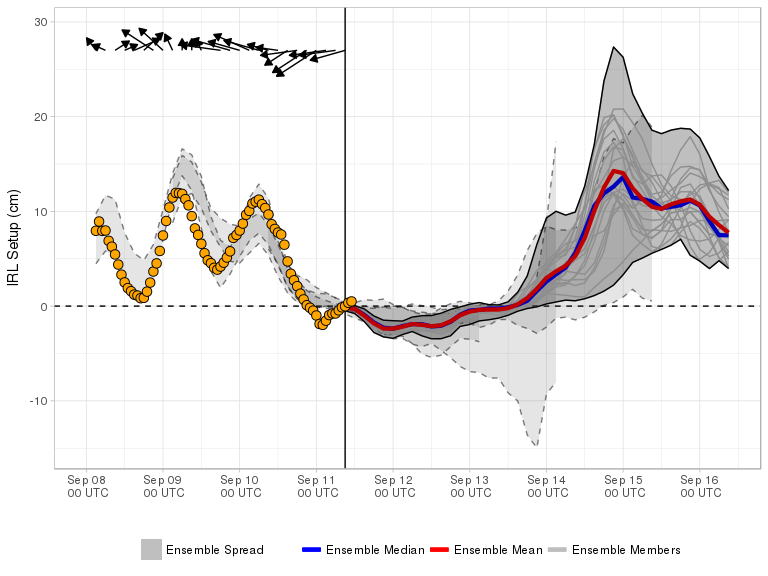 IRL Setup (cm)
30
20
10
0
-10
Sep 08 Sep 09 Sep 10 Sep 11 Sep 12 Sep 13 Sep 14 Sep 15 Sep 16
00 UTC 00 UTC 00 UTC 00 UTC 00 UTC 00 UTC 00 UTC 00 UTC 00 UTC
Ensemble Spread Ensemble Median Ensemble Mean Ensemble Members